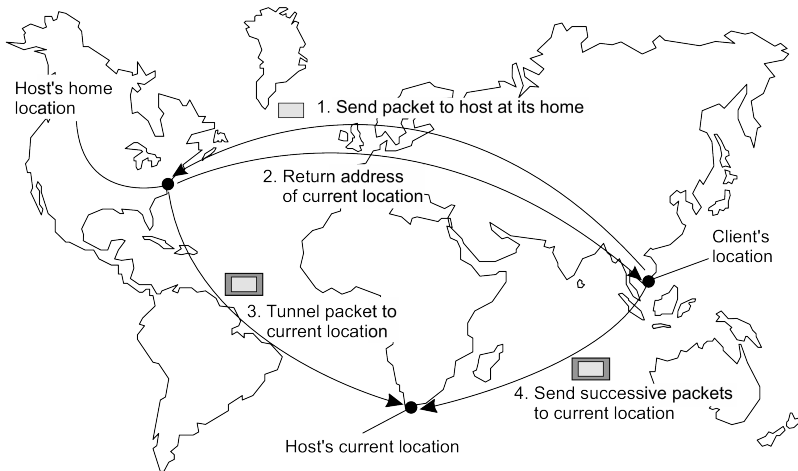 Host's home
location
1. Send packet to host at its home
2. Return address
of current location
Client's
location
3. Tunnel packet to
current location
4. Send successive packets
to current location
Host's current location